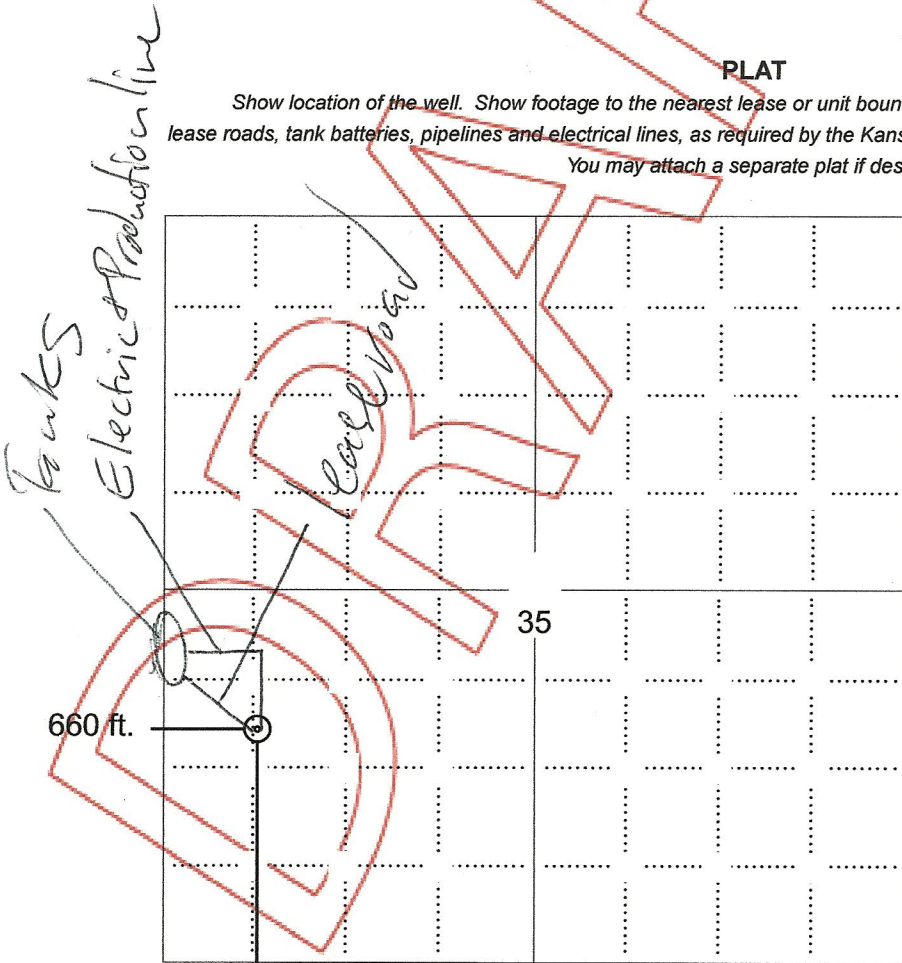 PLAT
Show location of the well. Show footage to the nearest lease or unit boun
lease roads, tank batteries, pipelines and electrical lines, as required by the Kans
You may attach a separate plat if des
Tanks
Electric & Production line
lease road
35
660 ft.
DRAF